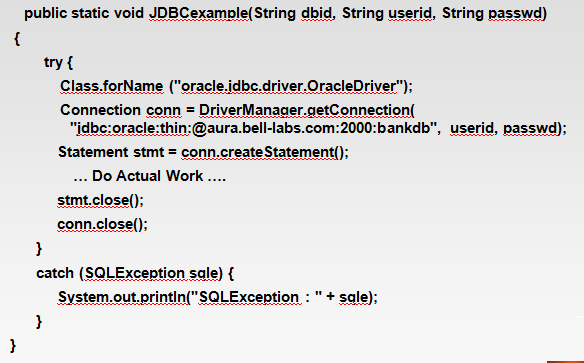 public static void JDBCexample(String dbid, String userid, String passwd)
{
try {
Class.forName ("oracle.jdbc.driver.OracleDriver");
Connection conn = DriverManager.getConnection(
"jdbc:oracle:thin:@aura.bell-labs.com:2000:bankdb", userid, passwd);
Statement stmt = conn.createStatement();
… Do Actual Work ….
stmt.close();
conn.close();
}
catch (SQLException sqle) {
System.out.println("SQLException : " + sqle);
}
}